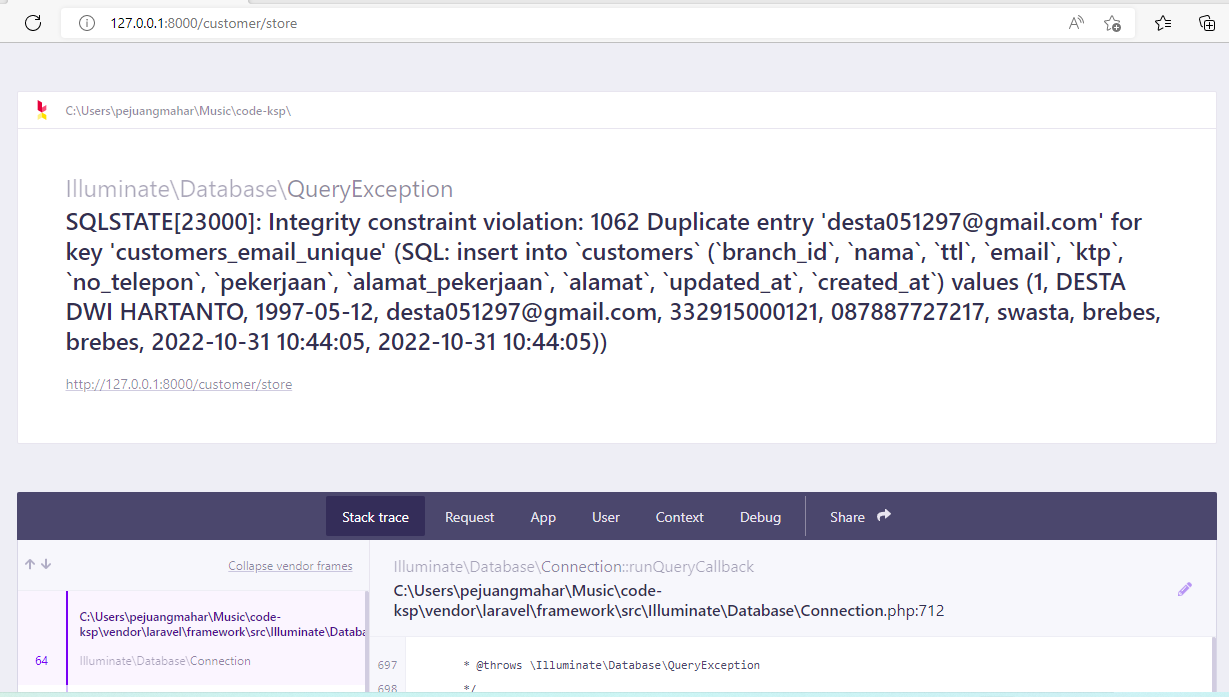 127.0.0.1:8000/customer/store
C:\Users\pejuangmahar\Music\code-ksp\
Illuminate\Database\QueryException
SQLSTATE[23000]: Integrity constraint violation: 1062 Duplicate entry 'desta051297@gmail.com' for
key 'customers_email_unique' (SQL: insert into `customers` (`branch_id`, `nama`, `ttl`, `email`, `ktp`,
`no_telepon`, `pekerjaan`, `alamat_pekerjaan`, `alamat`, `updated_at`, `created_at`) values (1, DESTA
DWI HARTANTO, 1997-05-12, desta051297@gmail.com, 332915000121, 087887727217, swasta, brebes,
brebes, 2022-10-31 10:44:05, 2022-10-31 10:44:05))
http://127.0.0.1:8000/customer/store
Stack trace Request App User Context Debug Share
Collapse vendor frames
C:\Users\pejuangmahar\Music\code-
ksp\vendor\laravel\framework\src\Illuminate\Databa
64 Illuminate\Database\Connection
Illuminate\Database\Connection::runQueryCallback
C:\Users\pejuangmahar\Music\code-
ksp\vendor\laravel\framework\src\Illuminate\Database\Connection.php:712
697 * @throws \Illuminate\Database\QueryException
698 */